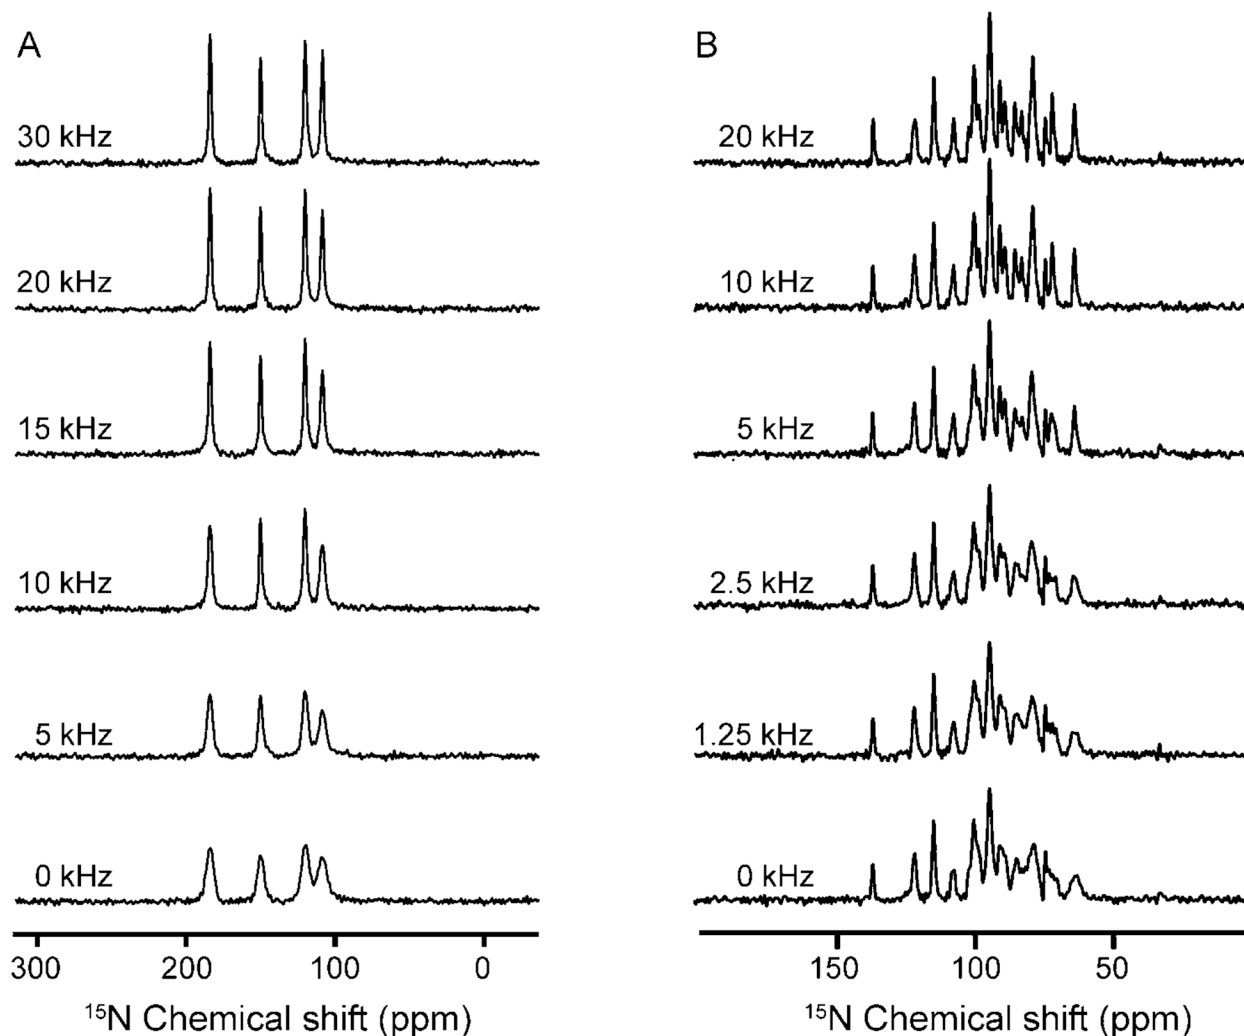 A
30 kHz
20 kHz
15 kHz
10 kHz
5 kHz
0 kHz
300 200 100 0
15N Chemical shift (ppm)
B
20 kHz
10 kHz
5 kHz
2.5 kHz
1.25 kHz
0 kHz
150 100 50
15N Chemical shift (ppm)